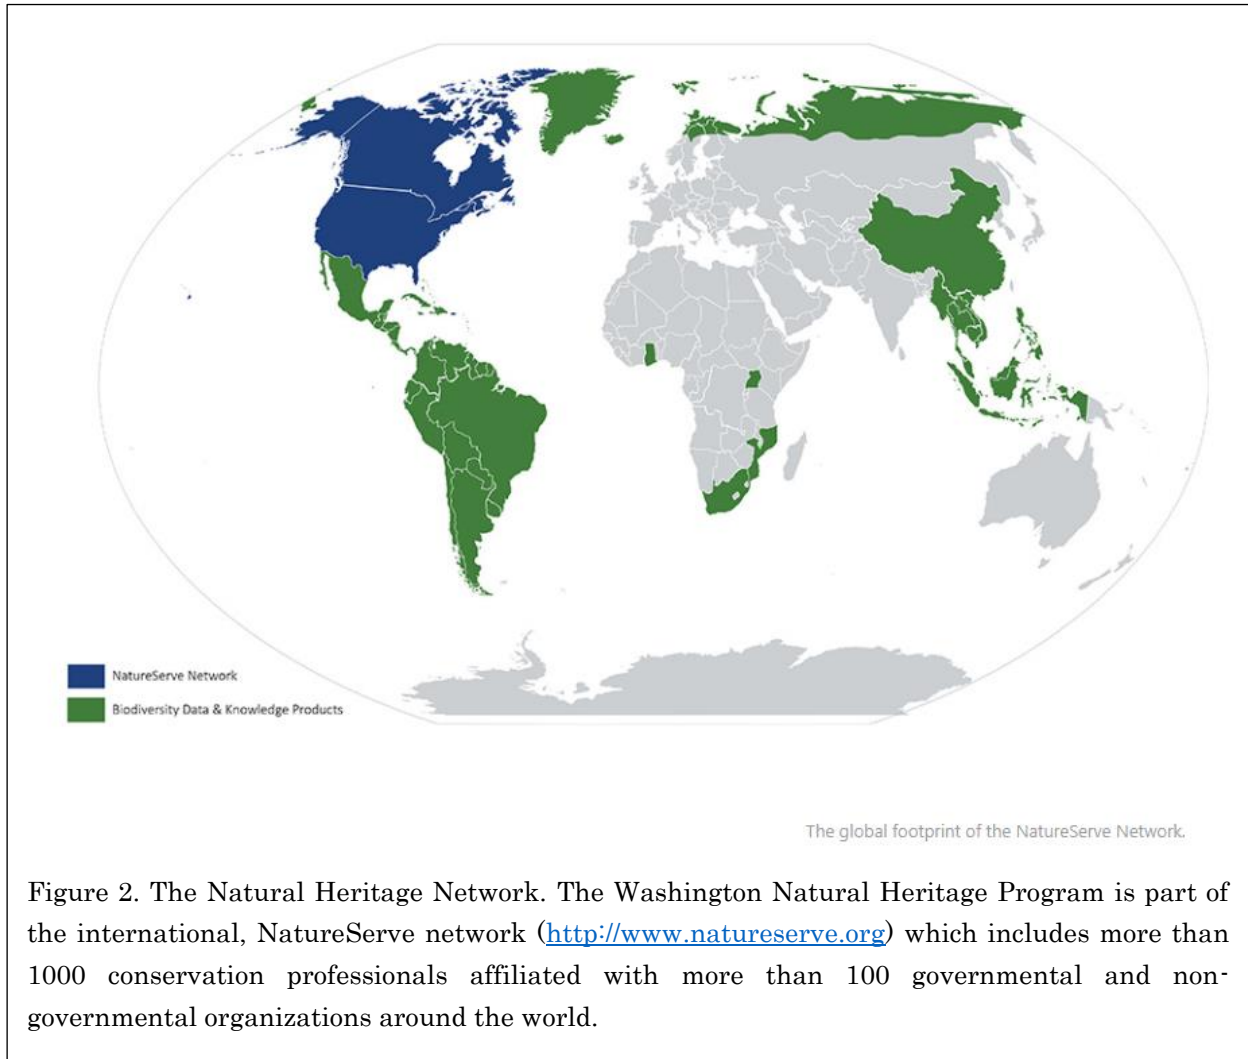 NatureServe Network
Biodiversity Data & Knowledge Products
The global footprint of the NatureServe Network.
Figure 2. The Natural Heritage Network. The Washington Natural Heritage Program is part of
the international, NatureServe network (http://www.natureserve.org) which includes more than
1000 conservation professionals affiliated with more than 100 governmental and non-
governmental organizations around the world.